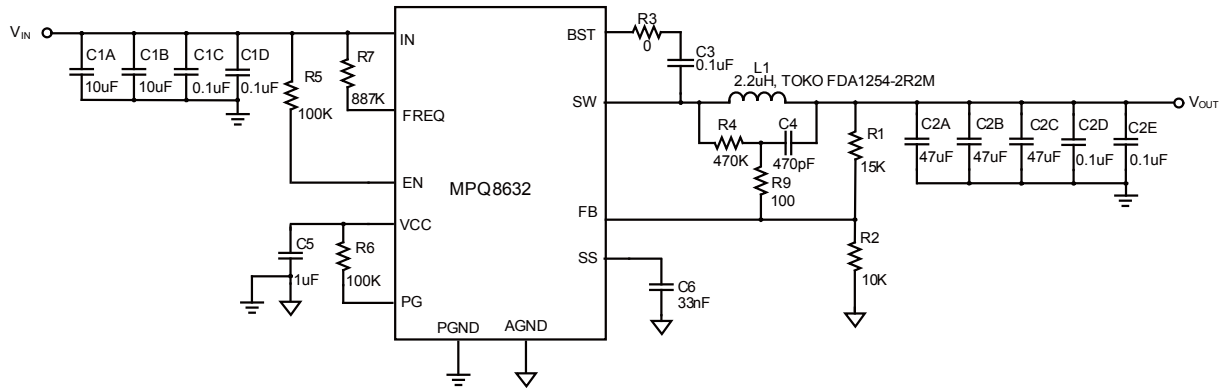 V_IN
C1A
10uF
C1B
10uF
C1C
0.1uF
C1D
0.1uF
R5
100K
R7
887K
IN
FREQ
EN
VCC
PG
C5
1uF
R6
100K
MPQ8632
PGND
AGND
BST
SW
FB
SS
R3
0
C3
0.1uF
L1
2.2uH, TOKO FDA1254-2R2M
R4
470K
C4
470pF
R9
100
R1
15K
R2
10K
C6
33nF
C2A
47uF
C2B
47uF
C2C
47uF
C2D
0.1uF
C2E
0.1uF
V_OUT